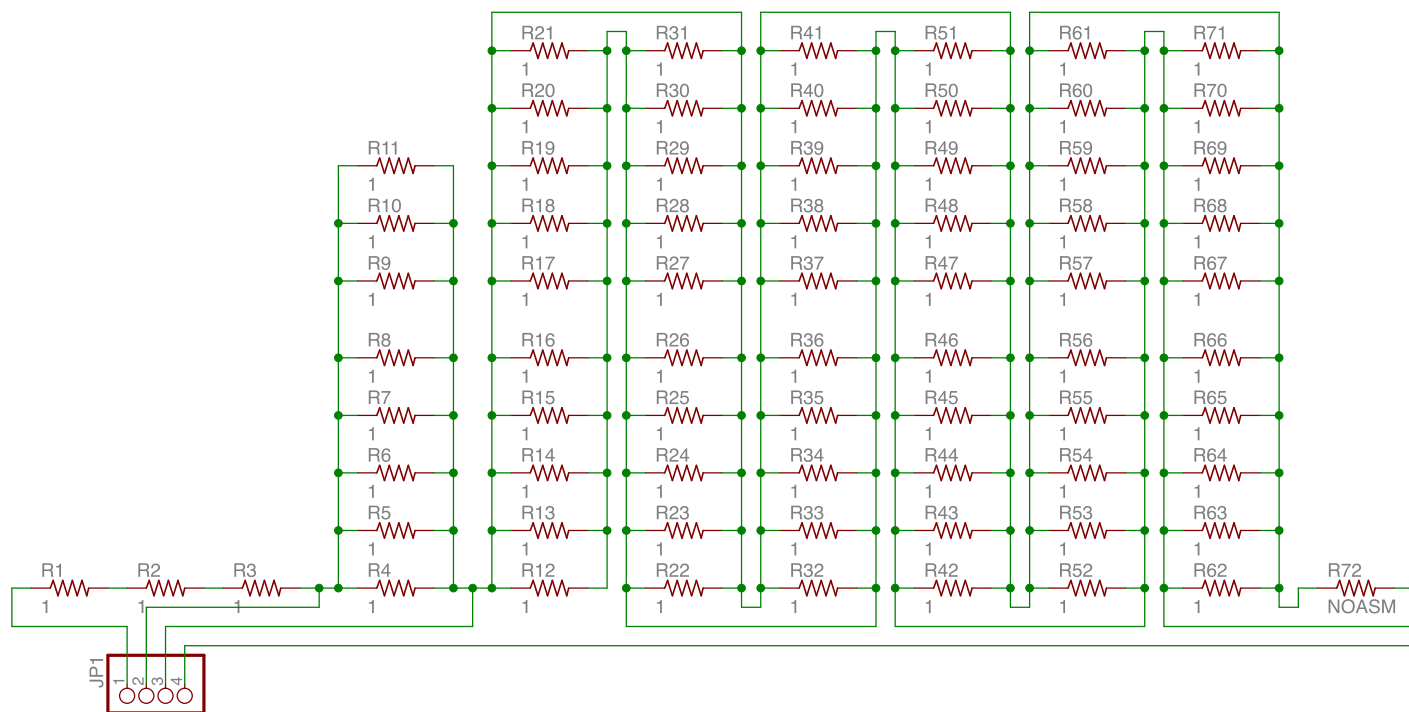 R21 R31 R41 R51 R61 R71
1 1 1 1 1 1
R20 R30 R40 R50 R60 R70
1 1 1 1 1 1
R11 R19 R29 R39 R49 R59 R69
1 1 1 1 1 1 1
R10 R18 R28 R38 R48 R58 R68
1 1 1 1 1 1 1
R9 R17 R27 R37 R47 R57 R67
1 1 1 1 1 1 1
R8 R16 R26 R36 R46 R56 R66
1 1 1 1 1 1 1
R7 R15 R25 R35 R45 R55 R65
1 1 1 1 1 1 1
R6 R14 R24 R34 R44 R54 R64
1 1 1 1 1 1 1
R5 R13 R23 R33 R43 R53 R63
1 1 1 1 1 1 1
R1 R2 R3 R4 R12 R22 R32 R42 R52 R62 R72
1 1 1 1 1 1 1 1 1 1 NOASM
JP1
1 2 3 4